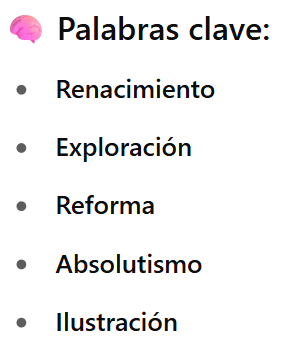 Palabras clave:
Renacimiento
Exploración
Reforma
Absolutismo
Ilustración